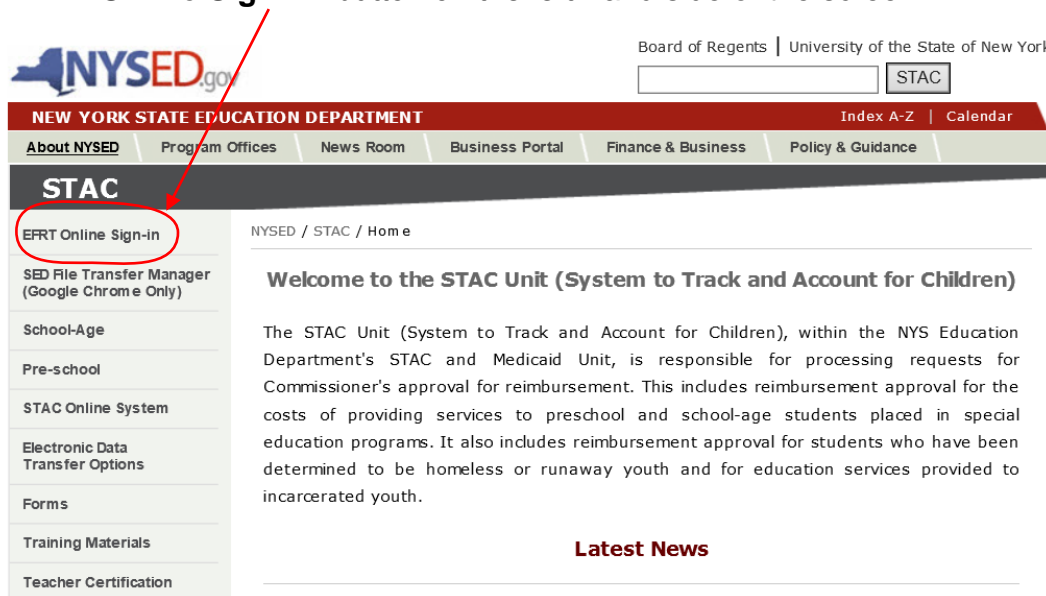 Board of Regents | University of the State of New York
NYSED.gov
STAC
NEW YORK STATE EDUCATION DEPARTMENT
Index A-Z | Calendar
About NYSED Program Offices News Room Business Portal Finance & Business Policy & Guidance
STAC
EFRT Online Sign-in
SED File Transfer Manager
(Google Chrome Only)
School-Age
Pre-school
STAC Online System
Electronic Data
Transfer Options
Forms
Training Materials
Teacher Certification
NYSED / STAC / Home
Welcome to the STAC Unit (System to Track and Account for Children)
The STAC Unit (System to Track and Account for Children), within the NYS Education
Department's STAC and Medicaid Unit, is responsible for processing requests for
Commissioner's approval for reimbursement. This includes reimbursement approval for the
costs of providing services to preschool and school-age students placed in special
education programs. It also includes reimbursement approval for students who have been
determined to be homeless or runaway youth and for education services provided to
incarcerated youth.
Latest News